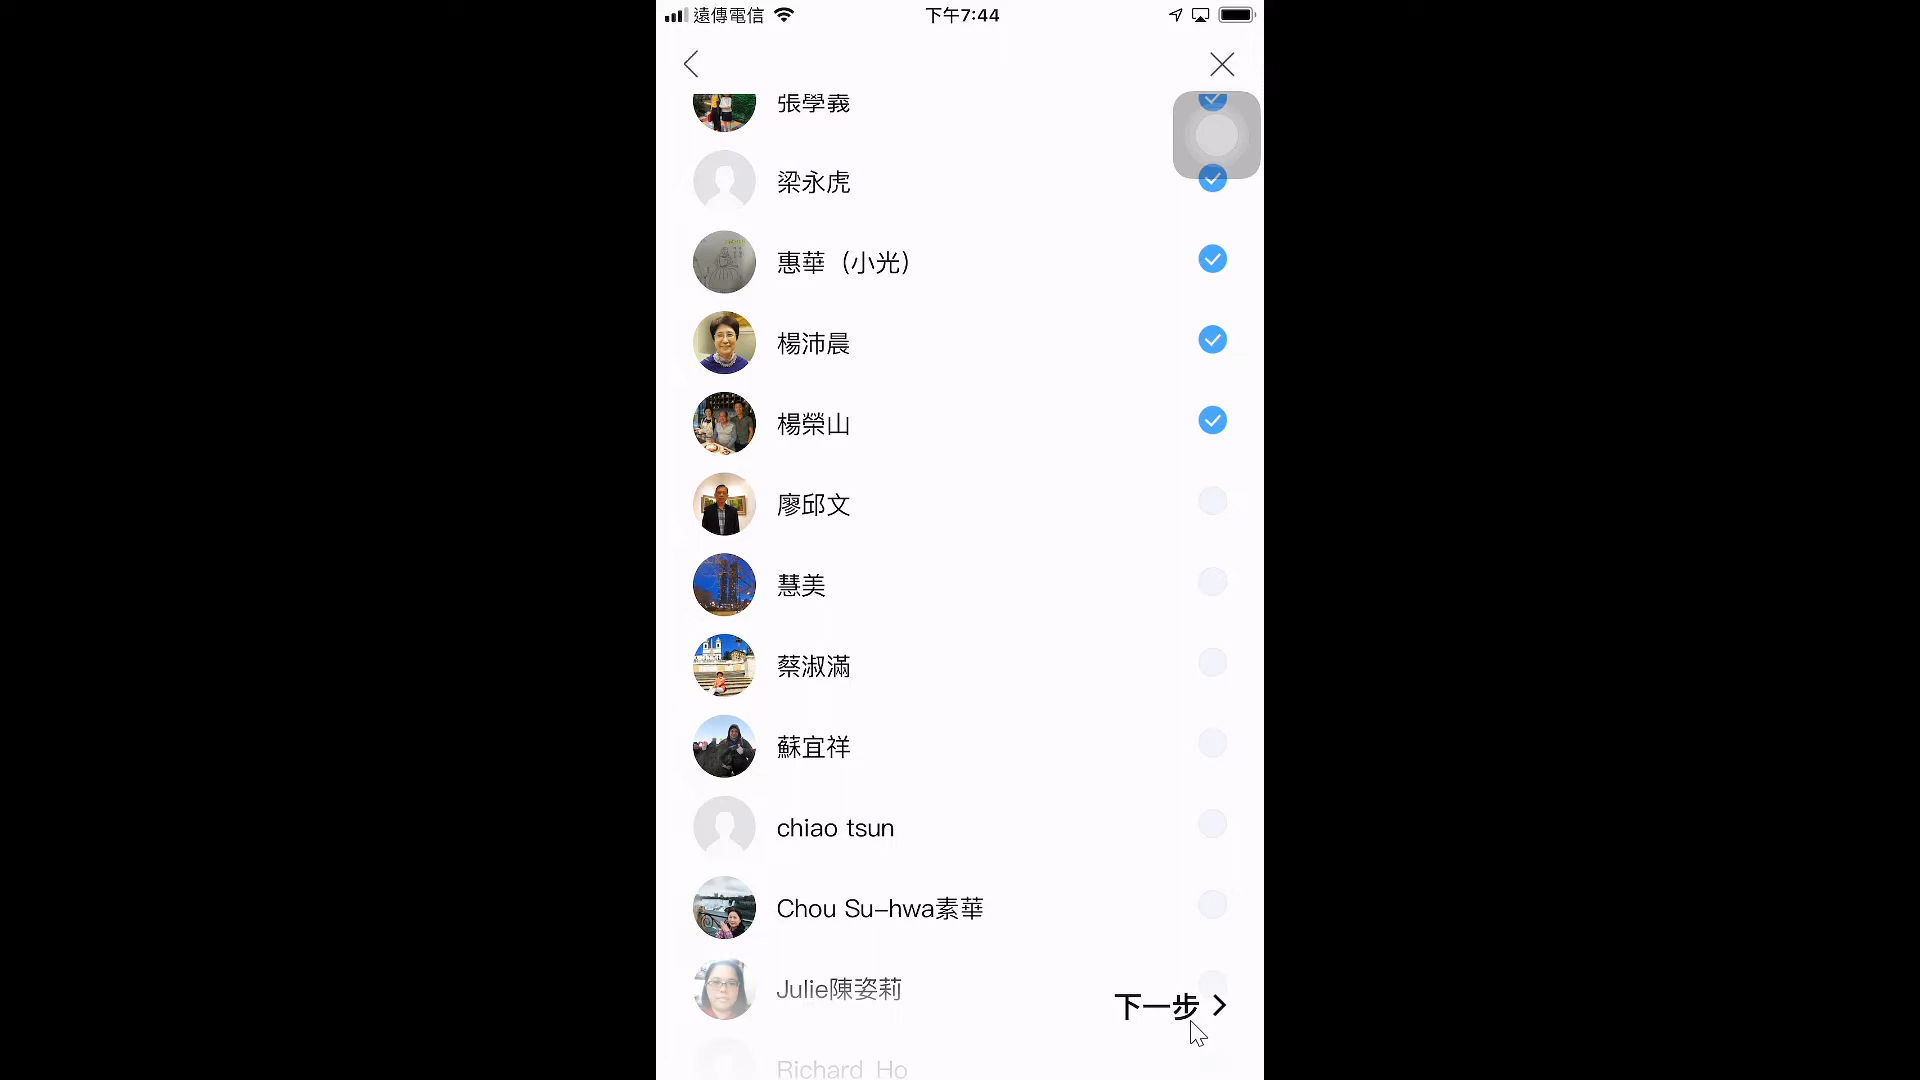 遠傳電信 下午7:44
張學義
梁永虎
惠華（小光）
楊沛晨
楊榮山
廖邱文
慧美
蔡淑滿
蘇宜祥
chiao tsun
Chou Su-hwa素華
Julie陳姿莉
下一步
Richard Ho